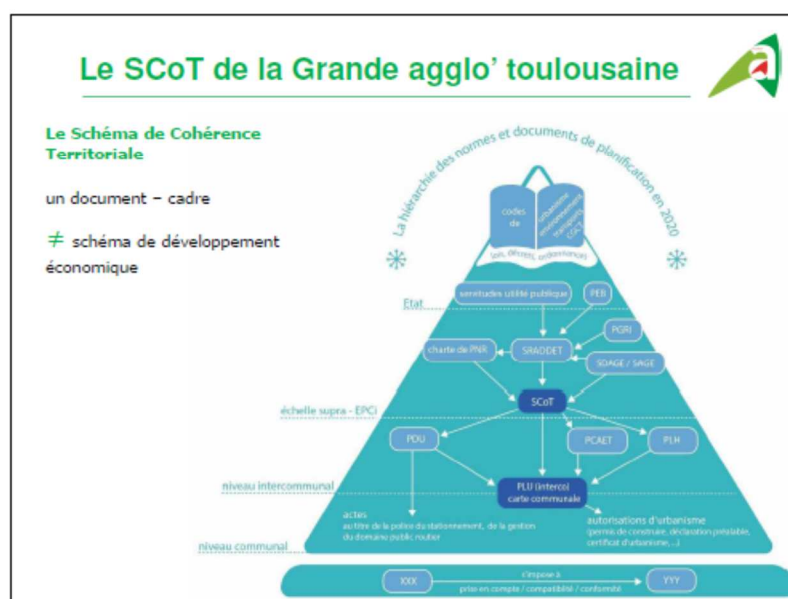 Le SCoT de la Grande agglo' toulousaine
a
Le Schéma de Cohérence
Territoriale
un document – cadre
≠ schéma de développement
économique
La hiérarchie des normes et documents de planification en 2020
codes
de
urbanisme
environnement
transports
CGCT
lois, décrets, ordonnances
servitudes utilité publique
PEB
Etat
PGRI
charte de PNR
SRADDET
SDAGE / SAGE
SCoT
échelle supra - EPCi
PDU
PCAET
PLH
niveau intercommunal
PLU (interco)
carte communale
actes
au titre de la police du stationnement, de la gestion
du domaine public routier
autorisations d'urbanisme
(permis de construire, déclaration préalable,
certificat d'urbanisme,...)
niveau communal
XXX
s'impose à
YYY
prise en compte / compatibilité / conformité